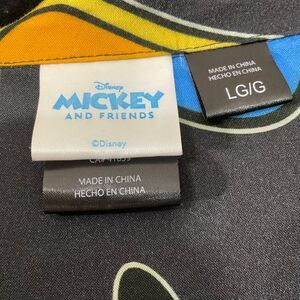 Disney
MICKEY
AND FRIENDS
©Disney
MADE IN CHINA
HECHO EN CHINA
MADE IN CHINA
HECHO EN CHINA
LG/G